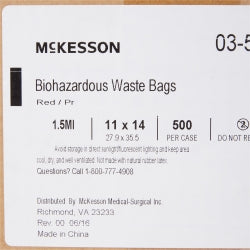 McKESSON 03-5
Biohazardous Waste Bags
Red / Pr
1.5Ml 11 x 14 500
27.9 x 35.5 PER CASE DO NOT RE
Avoid storage in direct sunlight/fluorescent lighting and keep area
cool, dry, and well ventilated. Not made with natural rubber latex.
Questions? Call 1-800-777-4908
Distributed By McKesson Medical-Surgical Inc.
Richmond, VA 23233
Rev. 00 06/16
Made in China